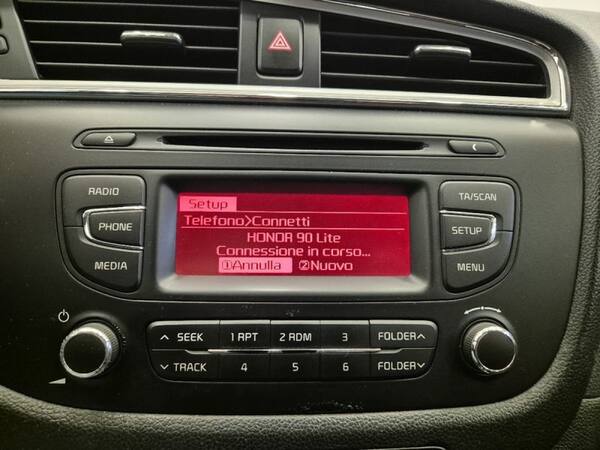 RADIO
PHONE
MEDIA
Setup
Telefono>Connetti
HONOR 90 Lite
Connessione in corso...
①Annulla ②Nuovo
TA/SCAN
SETUP
MENU
SEEK 1 RPT 2 RDM 3 FOLDER
TRACK 4 5 6 FOLDER